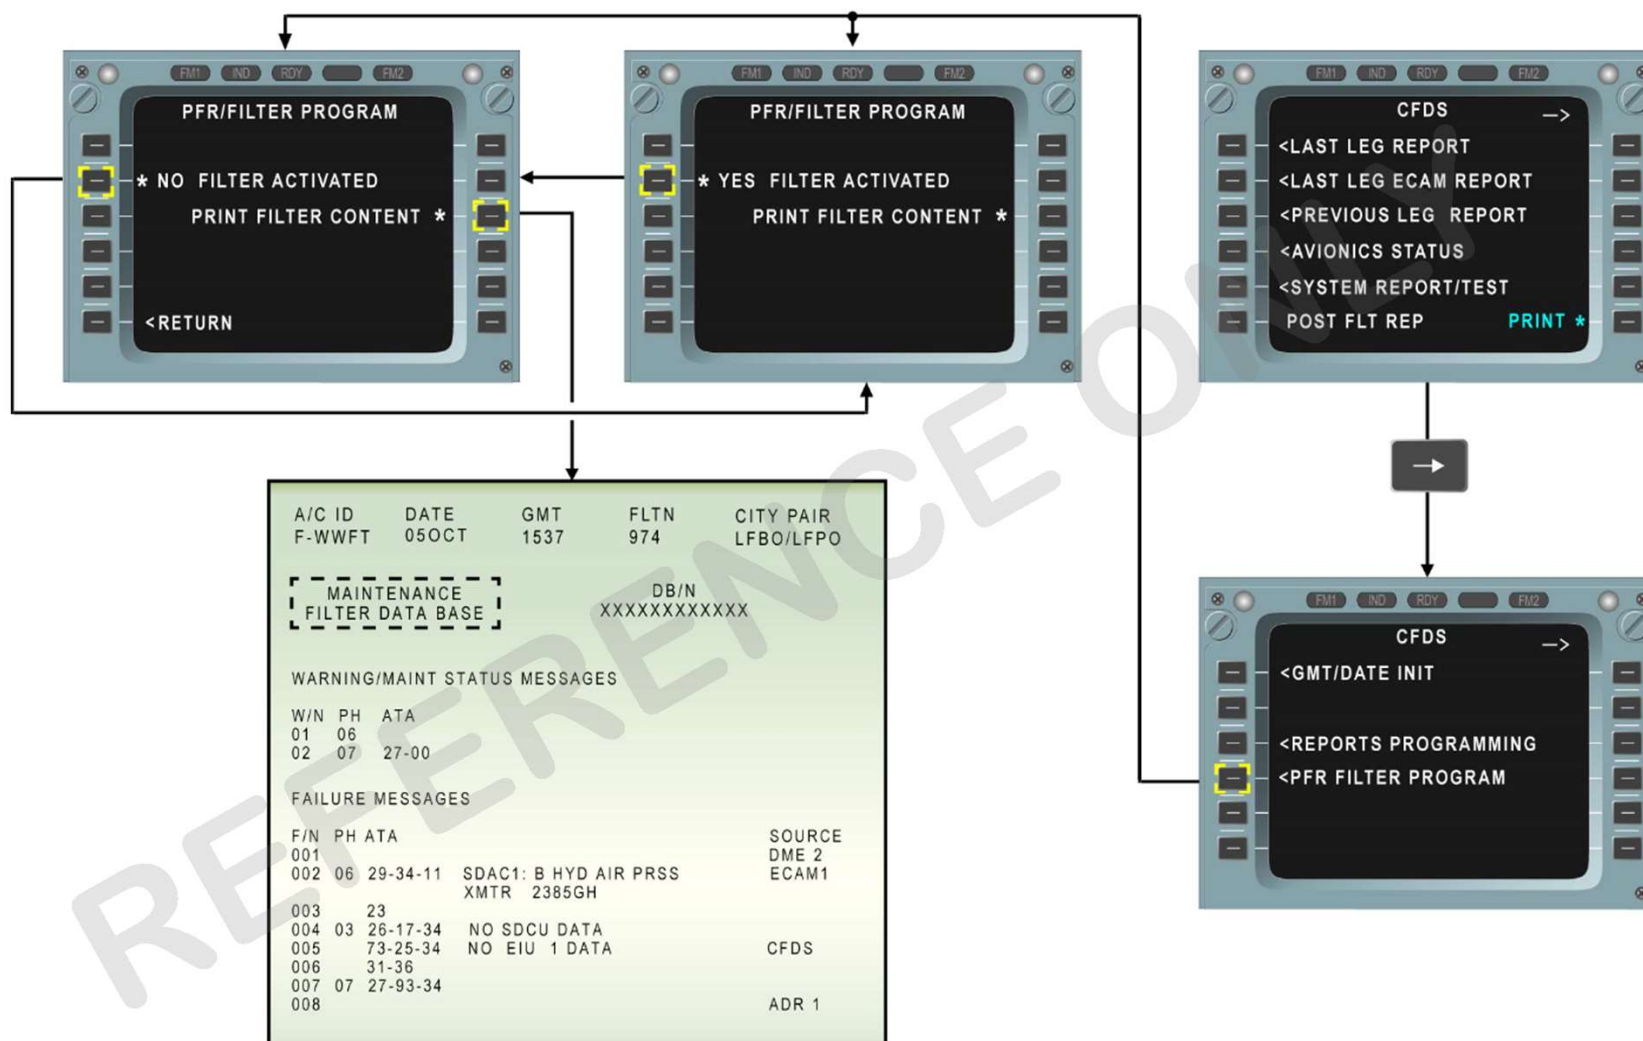 FM1 IND RDY FM2
PFR/FILTER PROGRAM
* NO FILTER ACTIVATED
PRINT FILTER CONTENT *
<RETURN
FM1 IND RDY FM2
PFR/FILTER PROGRAM
* YES FILTER ACTIVATED
PRINT FILTER CONTENT *
FM1 IND RDY FM2
CFDS —>
<LAST LEG REPORT
<LAST LEG ECAM REPORT
<PREVIOUS LEG REPORT
<AVIONICS STATUS
<SYSTEM REPORT/TEST
POST FLT REP PRINT *
FM1 IND RDY FM2
CFDS —>
<GMT/DATE INIT
<REPORTS PROGRAMMING
<PFR FILTER PROGRAM
A/C ID DATE GMT FLTN CITY PAIR
F-WWFT 05OCT 1537 974 LFBO/LFPO
MAINTENANCE DB/N
FILTER DATA BASE XXXXXXXXXXXX
WARNING/MAINT STATUS MESSAGES
W/N PH ATA
01 06
02 07 27-00
FAILURE MESSAGES
F/N PH ATA SOURCE
001 DME 2
002 06 29-34-11 SDAC1: B HYD AIR PRSS ECAM1
XMTR 2385GH
003 23
004 03 26-17-34 NO SDCU DATA
005 73-25-34 NO EIU 1 DATA CFDS
006 31-36
007 07 27-93-34
008 ADR 1
REFERENCE ONLY